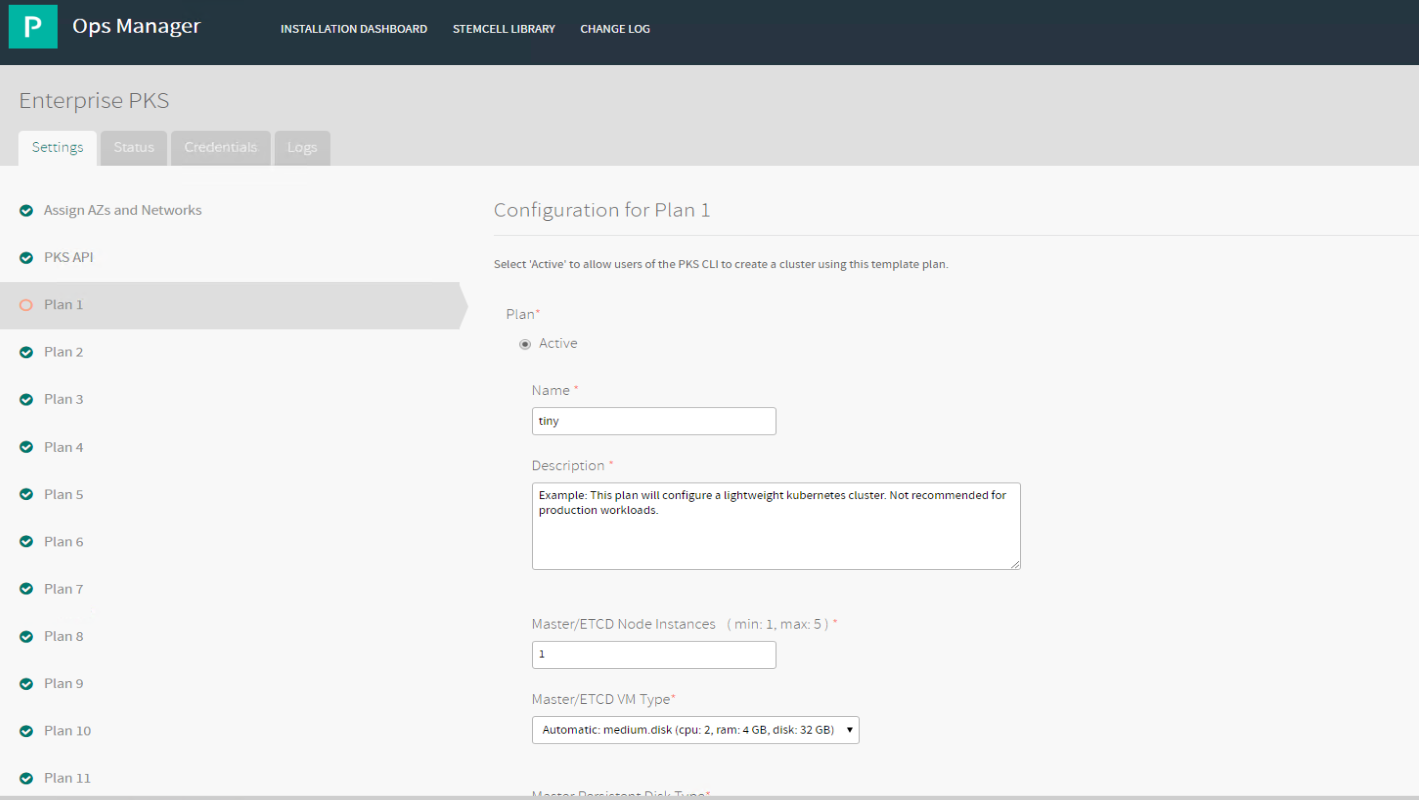 P
Ops Manager
INSTALLATION DASHBOARD
STEMCELL LIBRARY
CHANGE LOG
Enterprise PKS
Settings
Status
Credentials
Logs
Assign AZs and Networks
PKS API
Plan 1
Plan 2
Plan 3
Plan 4
Plan 5
Plan 6
Plan 7
Plan 8
Plan 9
Plan 10
Plan 11
Configuration for Plan 1
Select 'Active' to allow users of the PKS CLI to create a cluster using this template plan.
Plan*
Active
Name *
tiny
Description *
Example: This plan will configure a lightweight kubernetes cluster. Not recommended for
production workloads.
Master/ETCD Node Instances ( min: 1, max: 5 ) *
1
Master/ETCD VM Type*
Automatic: medium.disk (cpu: 2, ram: 4 GB, disk: 32 GB)
Master Persistent Disk Type*